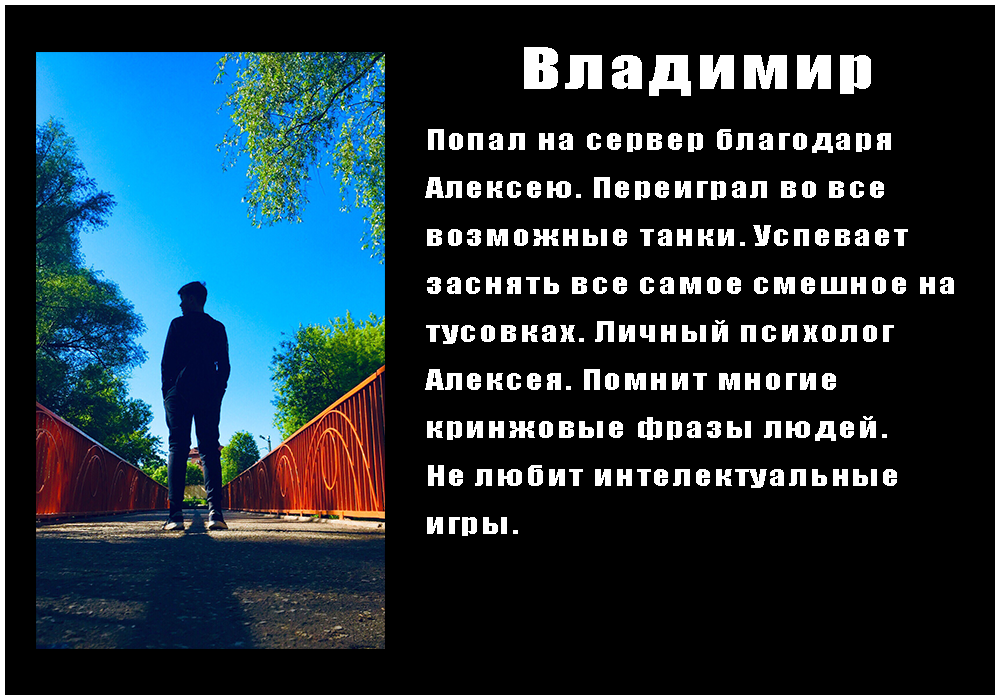 Владимир
Попал на сервер благодаря
Алексею. Переиграл во все
возможные танки. Успевает
заснять все самое смешное на
тусовках. Личный психолог
Алексея. Помнит многие
кринжовые фразы людей.
Не любит интелектуальные
игры.